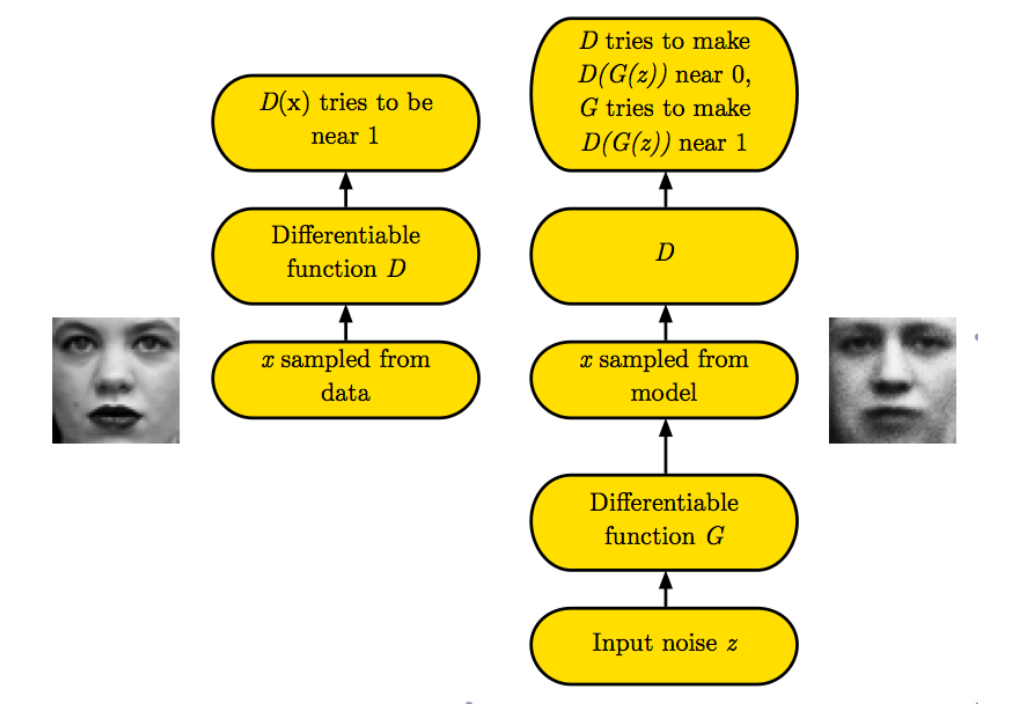 D(x) tries to be
near 1
Differentiable
function D
x sampled from
data
D tries to make
D(G(z)) near 0,
G tries to make
D(G(z)) near 1
D
x sampled from
model
Differentiable
function G
Input noise z